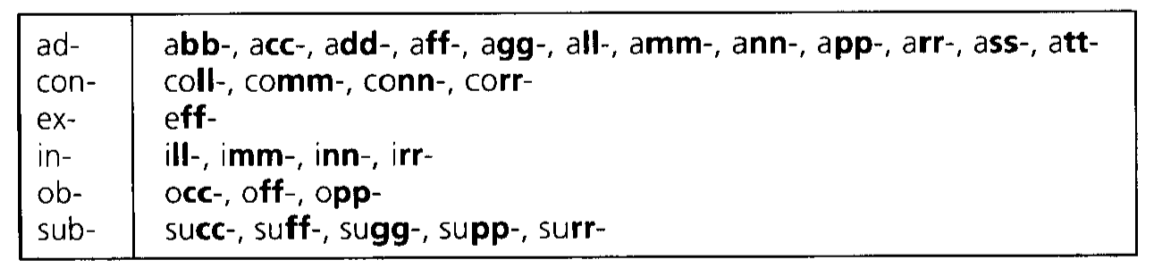 ad- abb-, acc-, add-, aff-, agg-, all-, amm-, ann-, app-, arr-, ass-, att-
con- coll-, comm-, conn-, corr-
ex- eff-
in- ill-, imm-, inn-, irr-
ob- occ-, off-, opp-
sub- succ-, suff-, sugg-, supp-, surr-